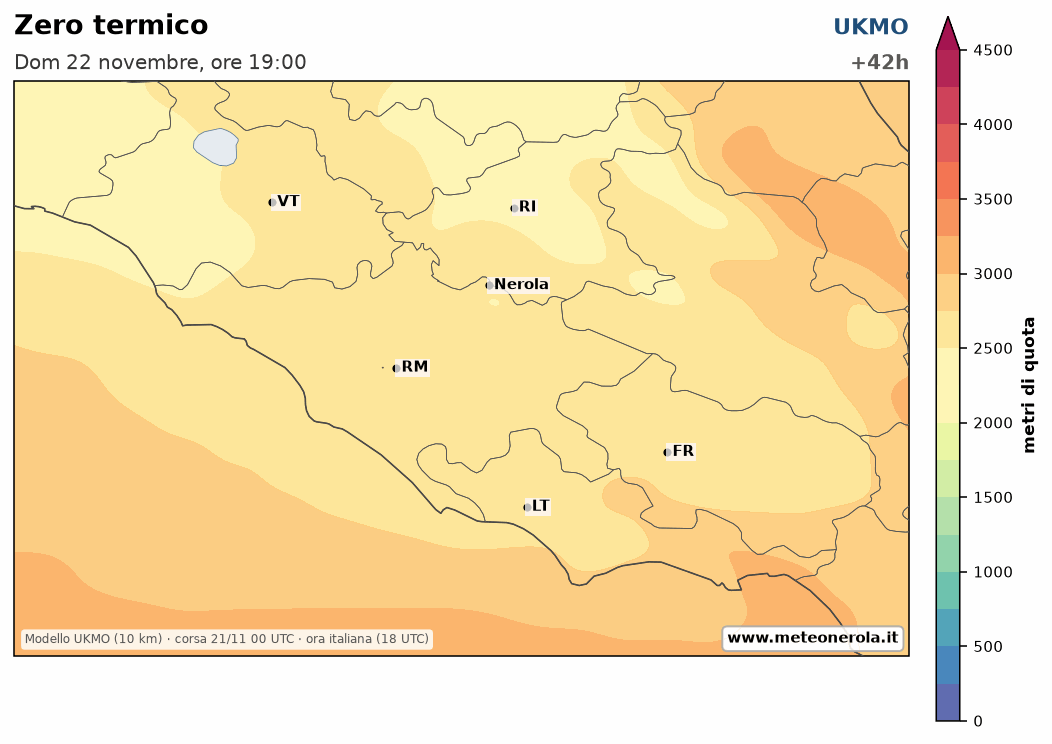 Zero termico
UKMO
Dom 22 novembre, ore 19:00
+42h
VT
RI
Nerola
RM
FR
LT
Modello UKMO (10 km) · corsa 21/11 00 UTC · ora italiana (18 UTC)
www.meteonerola.it
4500
4000
3500
3000
2500
2000
1500
1000
500
0
metri di quota